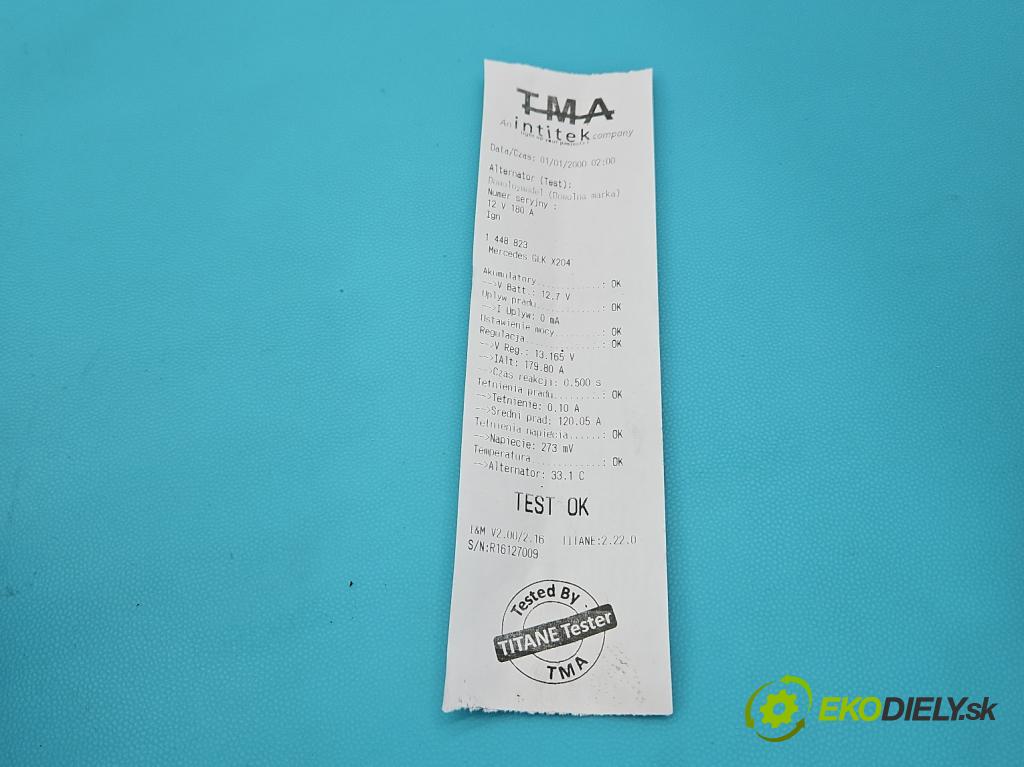 TMA
An intitek company
Data/Czas: 01/01/2000 02:00
Alternator (Test):
(Dowolna marka)
Numer seryjny :
12 V 180 A
Ign
1 448 823
Mercedes GLK X204
Akumulatory..........: OK
-->V Batt.: 12.7 V
Uplyw pradu..........: OK
-->I Uplyw: 0 mA
Ustawienie mocy......: OK
Regulacja............: OK
-->V Reg.: 13.165 V
-->IAlt: 179.80 A
-->Czas reakcji: 0.500 s
Tetnienia pradu......: OK
-->Tetnienie: 0.10 A
-->Sredni prad: 120.05 A
Tetnienia napiecia...: OK
-->Napiecie: 273 mV
Temperatura..........: OK
-->Alternator: 33.1 C
TEST OK
T&M V2.00/2.16 TITANE:2.22.0
S/N:R16127009
Tested By
TITANE Tester
TMA
EKODIELY.sk